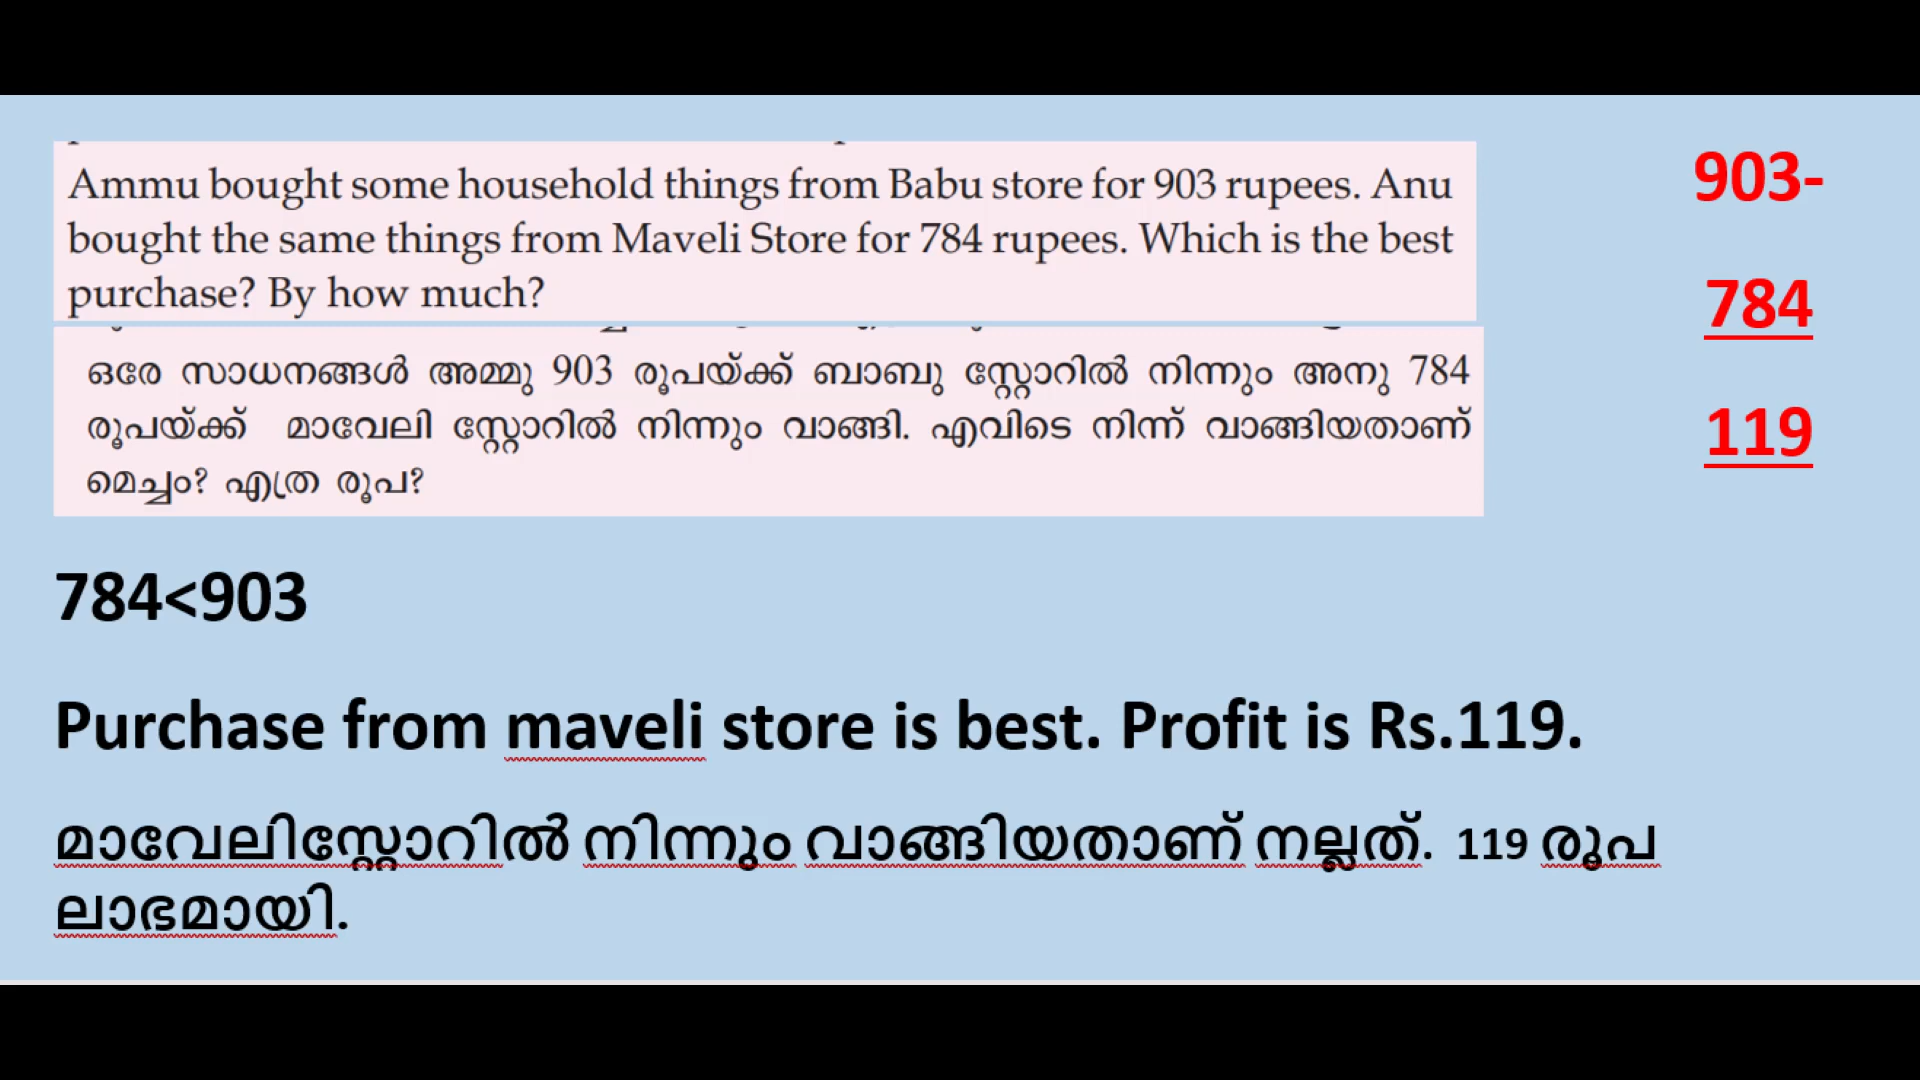 Ammu bought some household things from Babu store for 903 rupees. Anu
bought the same things from Maveli Store for 784 rupees. Which is the best
purchase? By how much?
ഒരേ സാധനങ്ങൾ അമ്മു 903 രൂപയ്ക്ക് ബാബു സ്റ്റോറിൽ നിന്നും അനു 784
രൂപയ്ക്ക് മാവേലി സ്റ്റോറിൽ നിന്നും വാങ്ങി. എവിടെ നിന്ന് വാങ്ങിയതാണ്
മെച്ചം? എത്ര രൂപ?
903-
784
119
784<903
Purchase from maveli store is best. Profit is Rs.119.
മാവേലിസ്റ്റോറിൽ നിന്നും വാങ്ങിയതാണ് നല്ലത്. 119 രൂപ
ലാഭമായി.